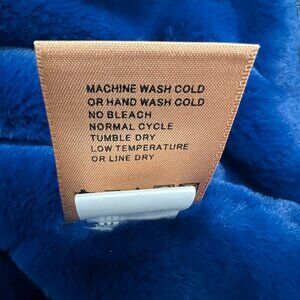 MACHINE WASH COLD
OR HAND WASH COLD
NO BLEACH
NORMAL CYCLE
TUMBLE DRY
LOW TEMPERATURE
OR LINE DRY